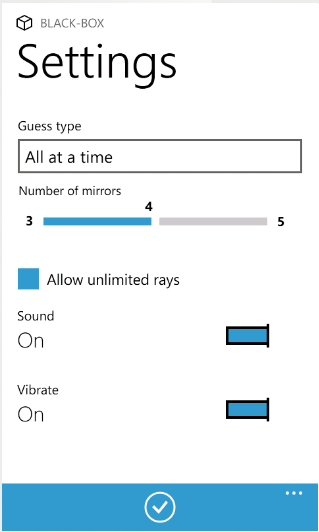 BLACK-BOX
Settings
Guess type
All at a time
Number of mirrors
4
3 5
Allow unlimited rays
Sound
On
Vibrate
On